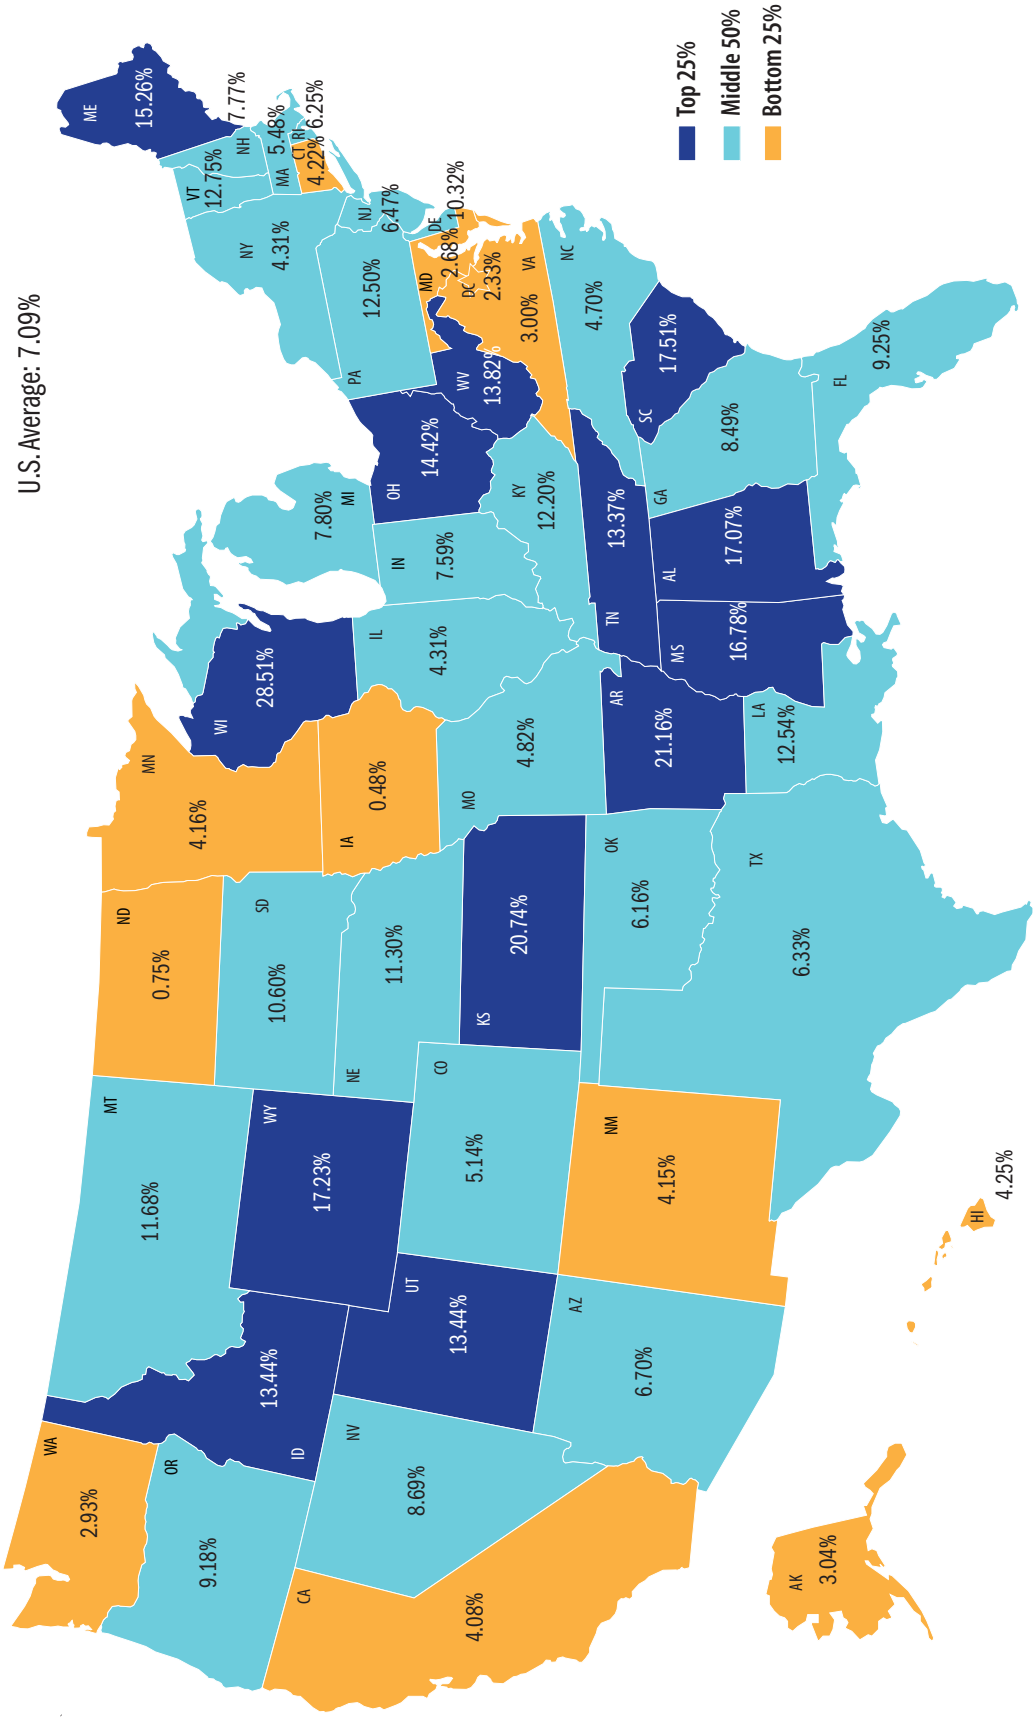 U.S. Average: 7.09%
WA
2.93%
OR
9.18%
CA
4.08%
ID
13.44%
NV
8.69%
MT
11.68%
WY
17.23%
UT
13.44%
AZ
6.70%
CO
5.14%
NM
4.15%
ND
0.75%
SD
10.60%
NE
11.30%
KS
20.74%
OK
6.16%
TX
6.33%
MN
4.16%
IA
0.48%
MO
4.82%
AR
21.16%
LA
12.54%
WI
28.51%
IL
4.31%
MI
7.80%
IN
7.59%
OH
14.42%
KY
12.20%
TN
13.37%
MS
16.78%
AL
17.07%
GA
8.49%
FL
9.25%
SC
17.51%
NC
4.70%
VA
3.00%
WV
13.82%
DC
2.33%
MD
2.68%
DE
10.32%
PA
12.50%
NJ
6.47%
NY
4.31%
CT
4.22%
RI
6.25%
MA
5.48%
VT
12.75%
NH
7.77%
ME
15.26%
AK
3.04%
HI
4.25%
Top 25%
Middle 50%
Bottom 25%